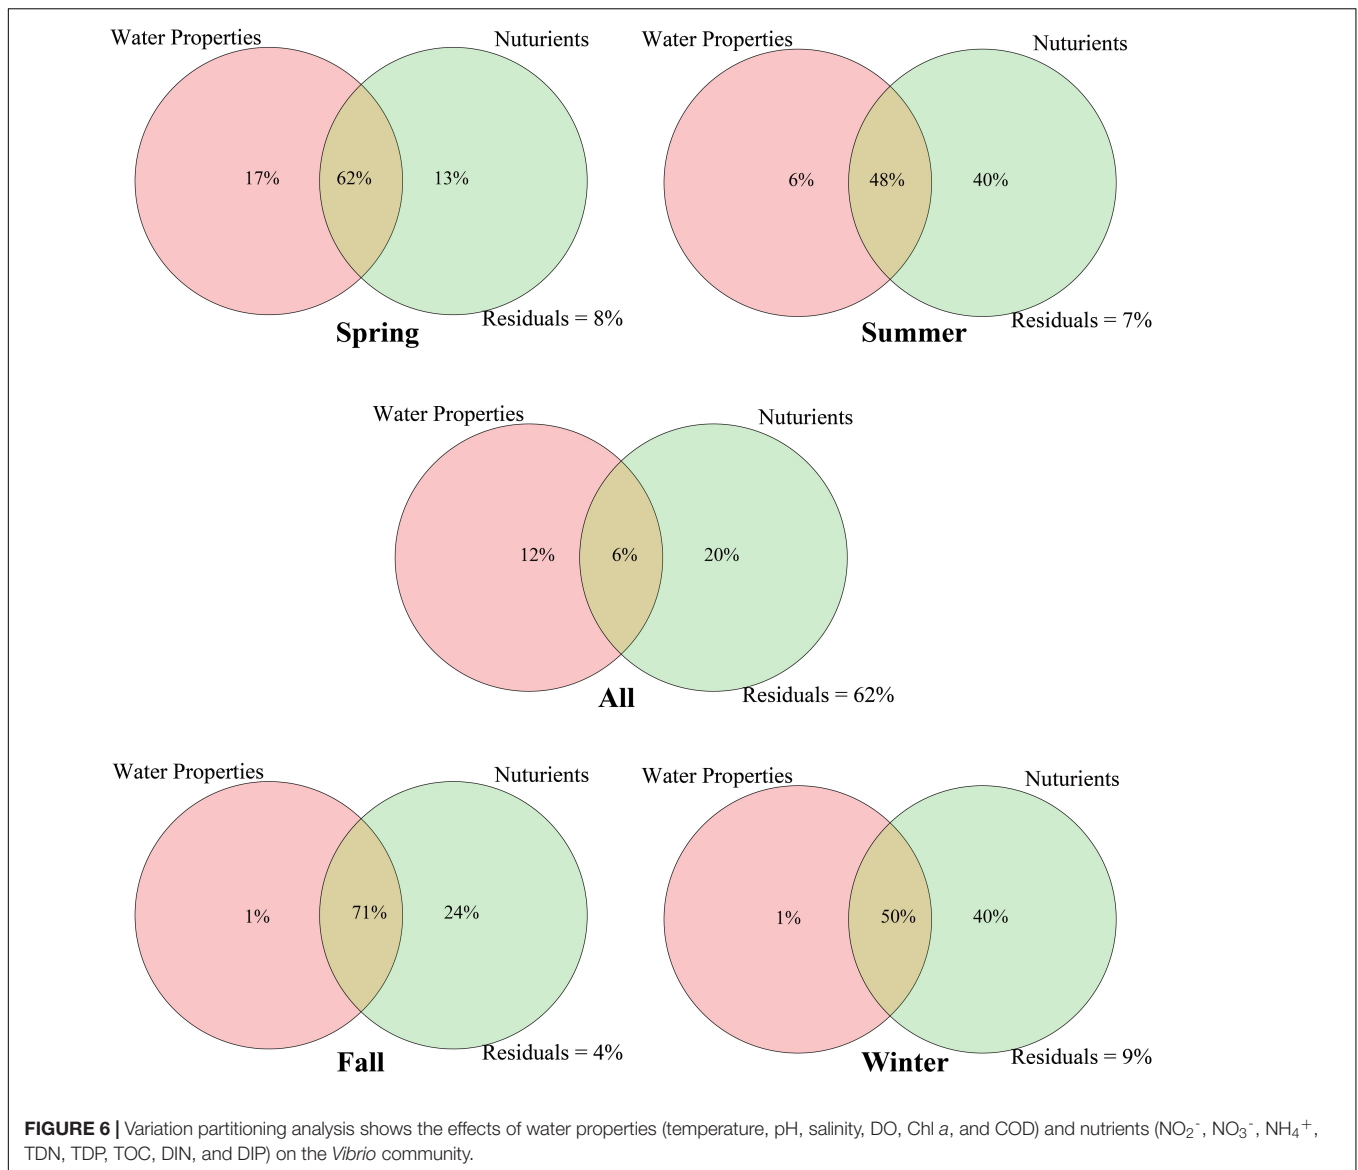 Water Properties
Nuturients
17%
62%
13%
Residuals = 8%
Spring
Water Properties
Nuturients
6%
48%
40%
Residuals = 7%
Summer
Water Properties
Nuturients
12%
6%
20%
Residuals = 62%
All
Water Properties
Nuturients
1%
71%
24%
Residuals = 4%
Fall
Water Properties
Nuturients
1%
50%
40%
Residuals = 9%
Winter
FIGURE 6 | Variation partitioning analysis shows the effects of water properties (temperature, pH, salinity, DO, Chl a, and COD) and nutrients (NO₂⁻, NO₃⁻, NH₄⁺,
TDN, TDP, TOC, DIN, and DIP) on the Vibrio community.